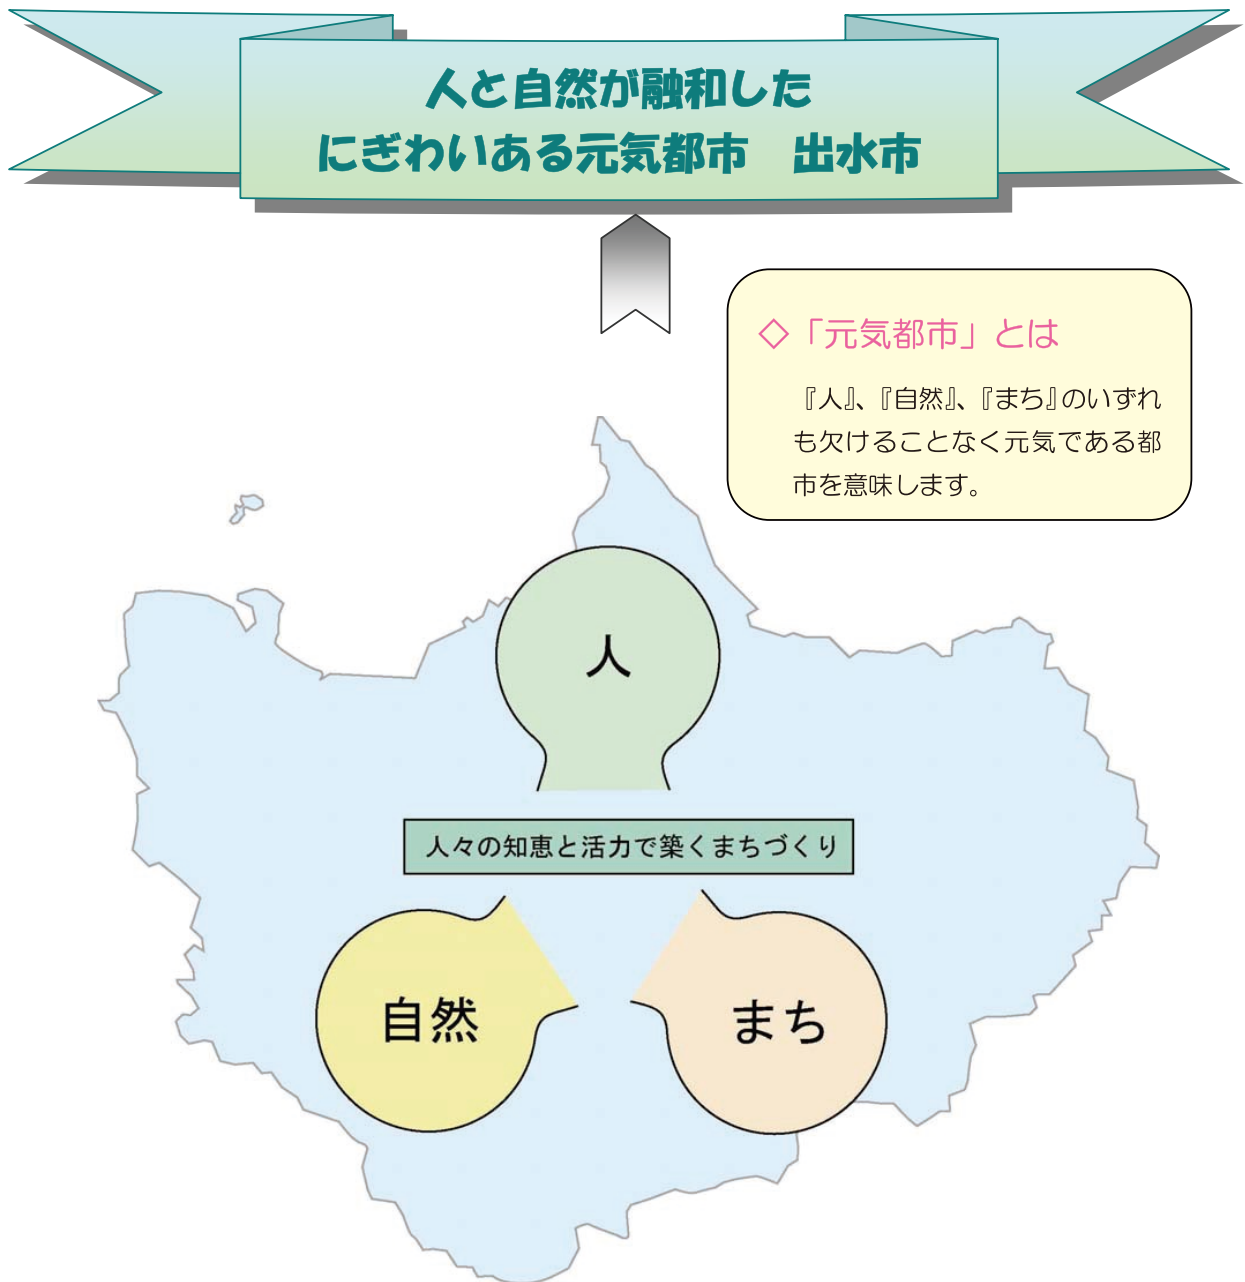 人と自然が融和した
にぎわいある元気都市　出水市
◇「元気都市」とは
『人』、『自然』、『まち』のいずれ
も欠けることなく元気である都
市を意味します。
人
人々の知恵と活力で築くまちづくり
自然
まち